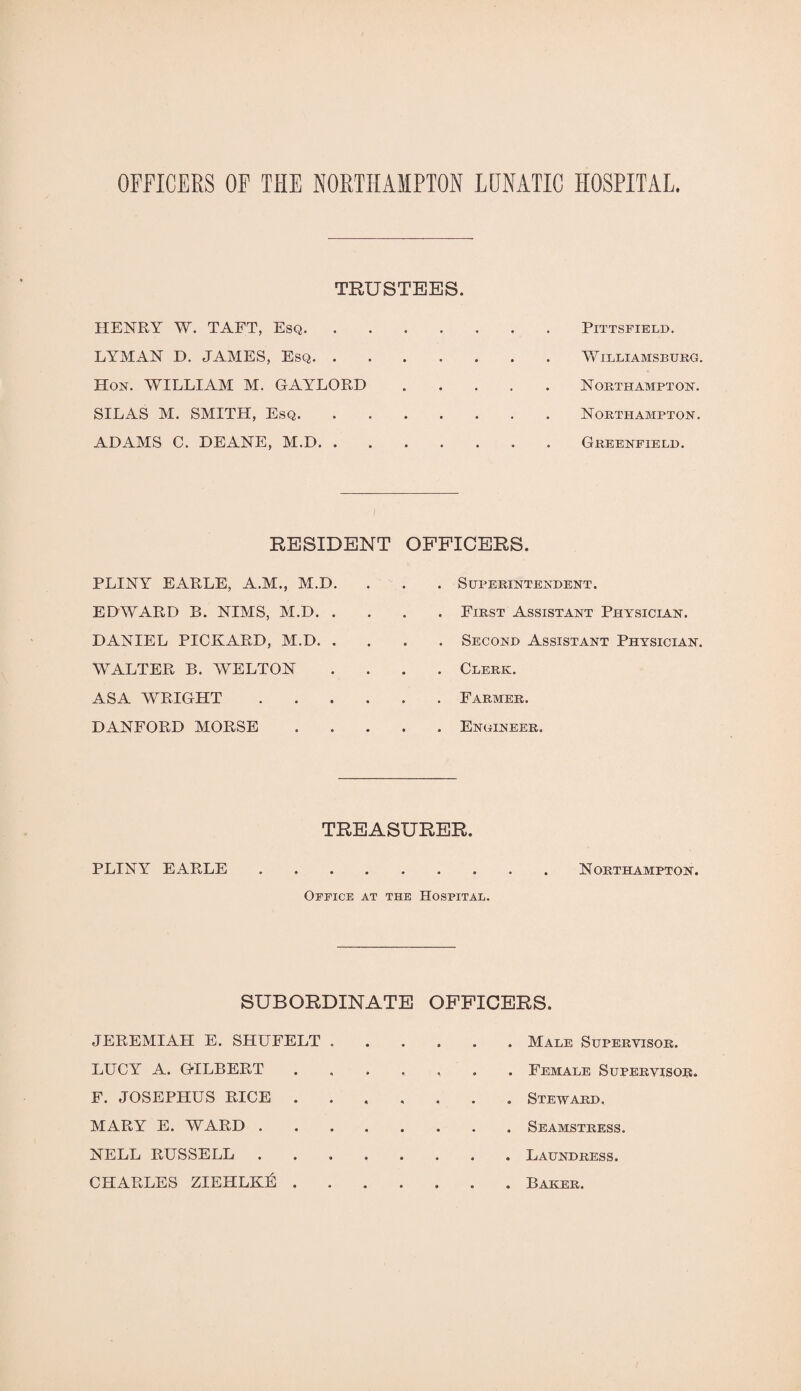 OFFICERS OF THE NORTHAMPTON LUNATIC HOSPITAL.
TRUSTEES.
HENRY W. TAFT, Esq. . . . . . . . Pittsfield.
LYMAN D. JAMES, Esq. . . . . . . . Williamsburg.
Hon. WILLIAM M. GAYLORD . . . . . Northampton.
SILAS M. SMITH, Esq. . . . . . . . Northampton.
ADAMS C. DEANE, M.D. . . . . . . . Greenfield.
RESIDENT OFFICERS.
PLINY EARLE, A.M., M.D. . . . . Superintendent.
EDWARD B. NIMS, M.D. . . . . First Assistant Physician.
DANIEL PICKARD, M.D. . . . . Second Assistant Physician.
WALTER B. WELTON . . . . Clerk.
ASA WRIGHT . . . . . . Farmer.
DANFORD MORSE . . . . . Engineer.
TREASURER.
PLINY EARLE . . . . . . . . . Northampton.
Office at the Hospital.
SUBORDINATE OFFICERS.
JEREMIAH E. SHUFELT . . . . . . Male Supervisor.
LUCY A. GILBERT . . . . . . . Female Supervisor.
F. JOSEPHUS RICE . . . . . . . Steward.
MARY E. WARD . . . . . . . . Seamstress.
NELL RUSSELL . . . . . . . . Laundress.
CHARLES ZIEHLKÉ . . . . . . . Baker.